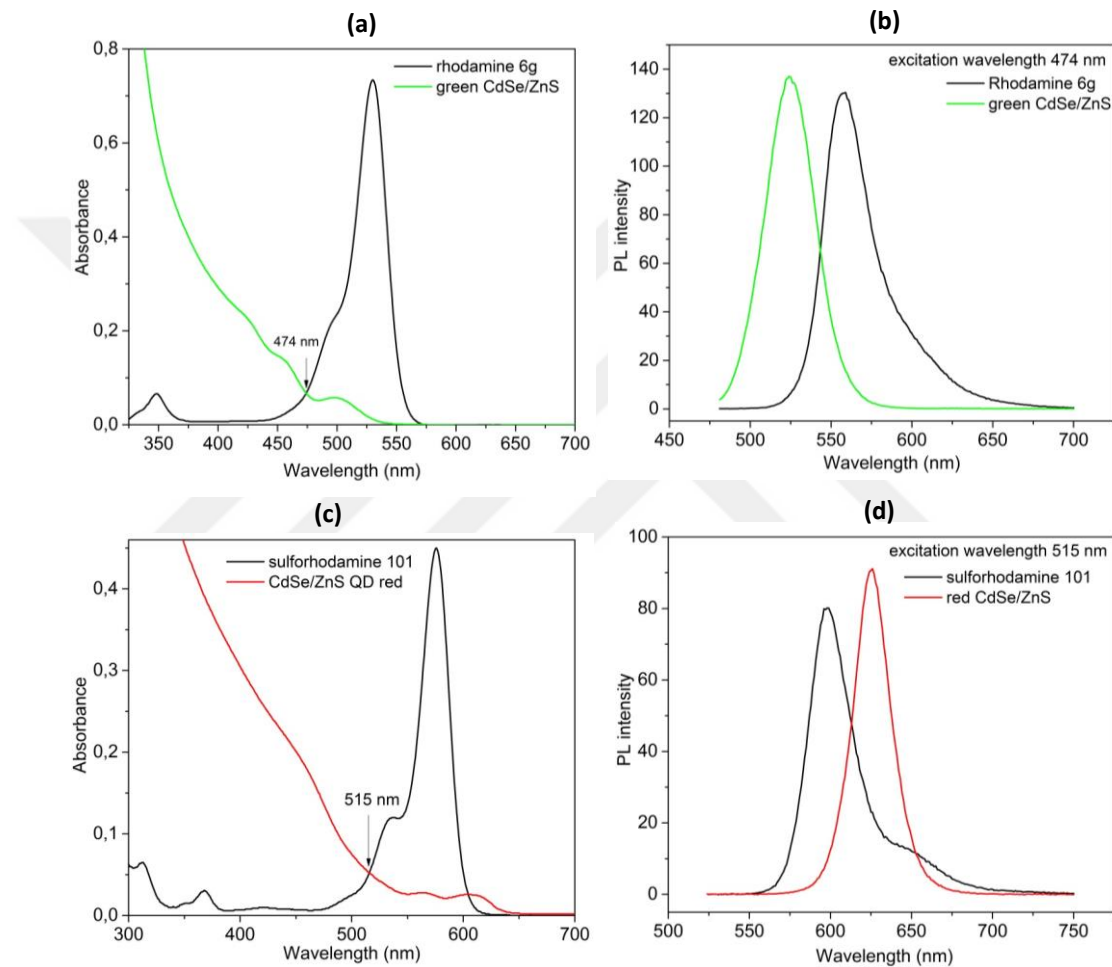 (a)
0,8
0,6
0,4
0,2
0,0
Absorbance
rhodamine 6g
green CdSe/ZnS
474 nm
350 400 450 500 550 600 650 700
Wavelength (nm)
(b)
140
120
100
80
60
40
20
0
PL intensity
excitation wavelength 474 nm
Rhodamine 6g
green CdSe/ZnS
450 500 550 600 650 700
Wavelength (nm)
(c)
0,4
0,3
0,2
0,1
0,0
Absorbance
sulforhodamine 101
CdSe/ZnS QD red
515 nm
300 400 500 600 700
Wavelength (nm)
(d)
100
80
60
40
20
0
PL intensity
excitation wavelength 515 nm
sulforhodamine 101
red CdSe/ZnS
500 550 600 650 700 750
Wavelength (nm)